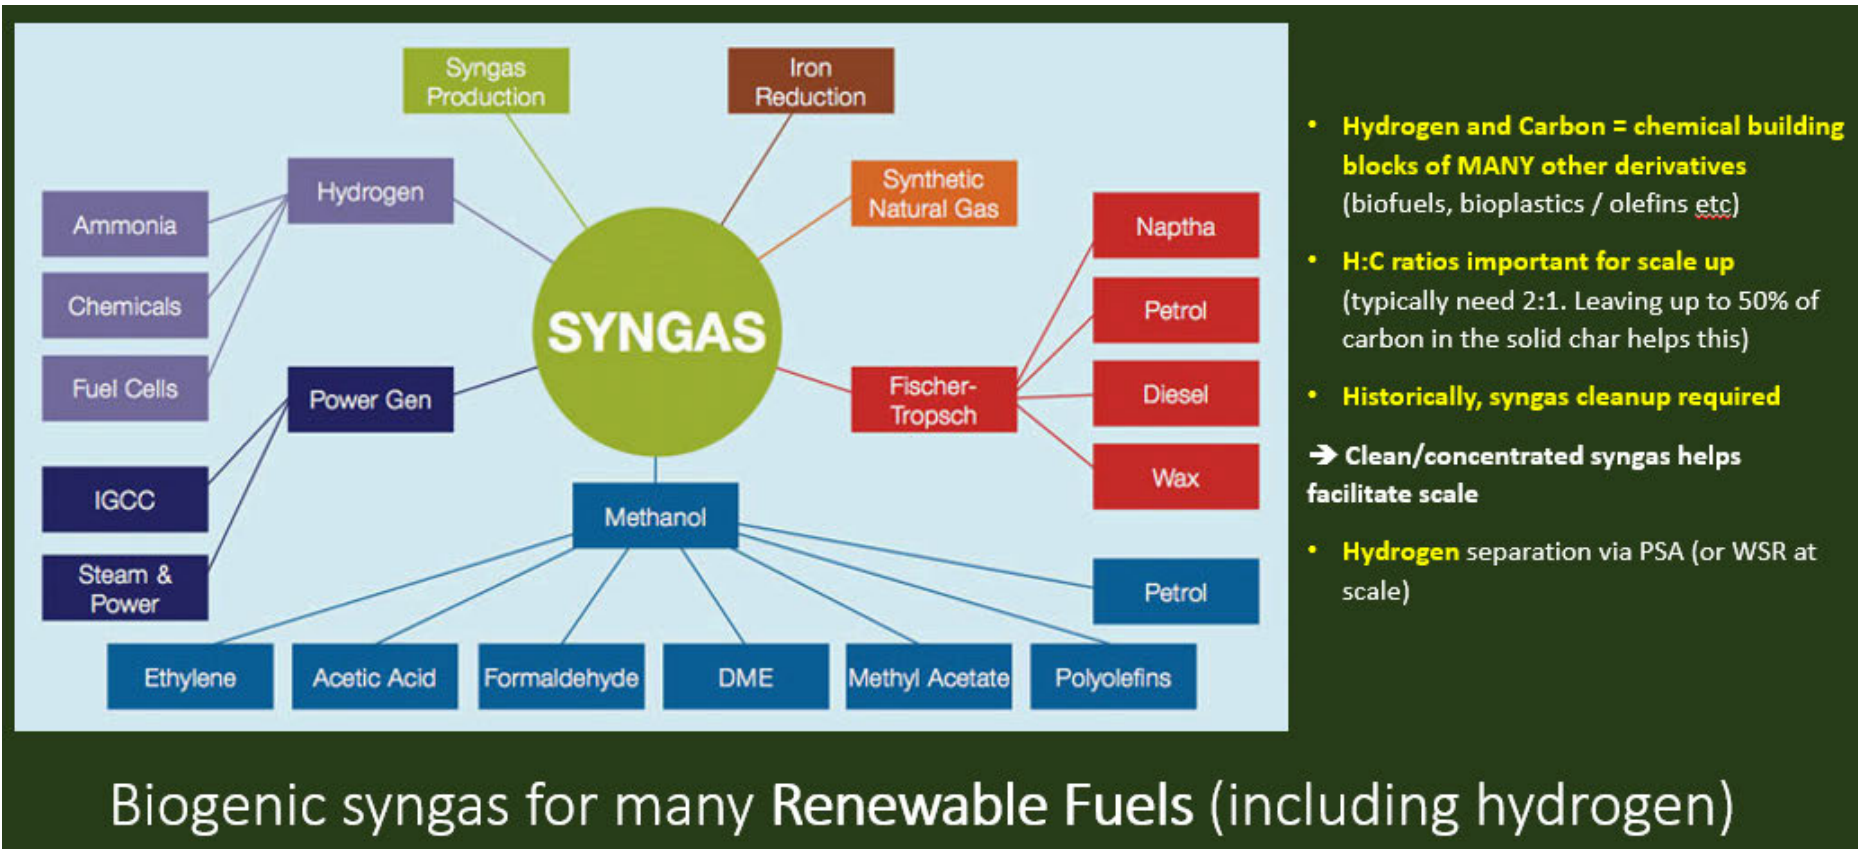 Syngas
Production
Iron
Reduction
Hydrogen
Synthetic
Natural Gas
Ammonia
Naptha
Chemicals
Petrol
SYNGAS
Fuel Cells
Power Gen
Fischer-
Tropsch
Diesel
IGCC
Wax
Methanol
Steam &
Power
Petrol
Ethylene
Acetic Acid
Formaldehyde
DME
Methyl Acetate
Polyolefins
• Hydrogen and Carbon = chemical building
blocks of MANY other derivatives
(biofuels, bioplastics / olefins etc)
• H:C ratios important for scale up
(typically need 2:1. Leaving up to 50% of
carbon in the solid char helps this)
• Historically, syngas cleanup required
➔ Clean/concentrated syngas helps
facilitate scale
• Hydrogen separation via PSA (or WSR at
scale)
Biogenic syngas for many Renewable Fuels (including hydrogen)